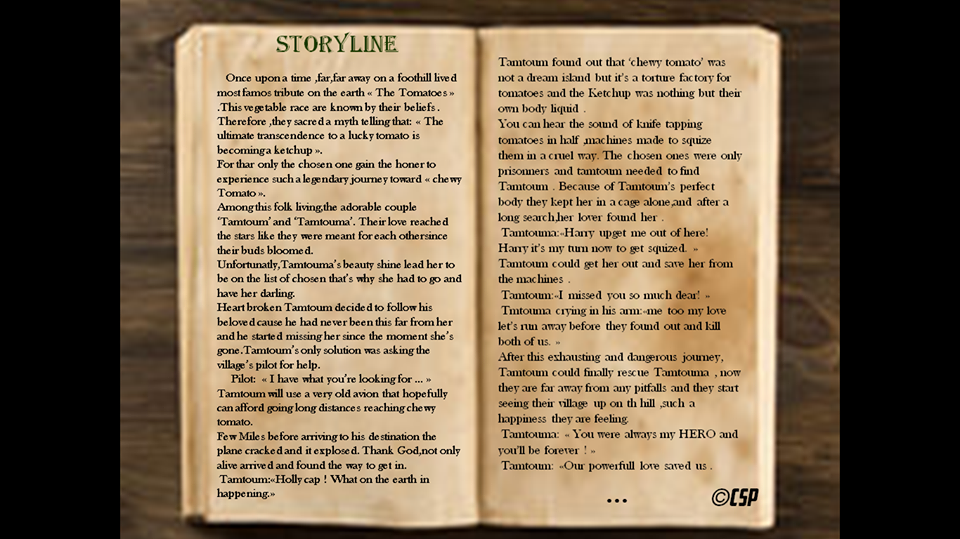 STORYLINE
Once upon a time ,far,far away on a foothill lived
most famos tribute on the earth « The Tomatoes »
.This vegetable race are known by their beliefs .
Therefore ,they sacred a myth telling that: « The
ultimate transcendence to a lucky tomato is
becoming a ketchup ».
For thar only the chosen one gain the honer to
experience such a legendary journey toward « chewy
Tomato ».
Among this folk living,the adorable couple
‘Tamtoum’ and ‘Tamtouma’. Their love reached
the stars like they were meant for each othersince
their buds bloomed.
Unfortunatly,Tamtouma’s beauty shine lead her to
be on the list of chosen that’s why she had to go and
have her darling.
Heart broken Tamtoum decided to follow his
beloved cause he had never been this far from her
and he started missing her since the moment she’s
gone.Tamtoum’s only solution was asking the
village’s pilot for help.
Pilot: « I have what you’re looking for ... »
Tamtoum will use a very old avion that hopefully
can afford going long distances reaching chewy
tomato.
Few Miles before arriving to his destination the
plane cracked and it explosed. Thank God,not only
alive arrived and found the way to get in.
Tamtoum:«Holly cap ! What on the earth in
happening.»
Tamtoum found out that ‘chewy tomato’ was
not a dream island but it’s a torture factory for
tomatoes and the Ketchup was nothing but their
own body liquid .
You can hear the sound of knife tapping
tomatoes in half ,machines made to squize
them in a cruel way. The chosen ones were only
prisonners and tamtoum needed to find
Tamtoum . Because of Tamtoum’s perfect
body they kept her in a cage alone,and after a
long search,her lover found her .
Tamtouma:«Harry upget me out of here!
Harry it’s my turn now to get squized. »
Tamtoum could get her out and save her from
the machines .
Tamtoum:«I missed you so much dear! »
Tmtouma crying in his arm:«me too my love
let’s run away before they found out and kill
both of us. »
After this exhausting and dangerous journey,
Tamtoum could finally rescue Tamtouma , now
they are far away from any pitfalls and they start
seeing their village up on th hill ,such a
happiness they are feeling.
Tamtouma: « You were always my HERO and
you’ll be forever ! »
Tamtoum: «Our powerfull love saved us .
...
©CSP